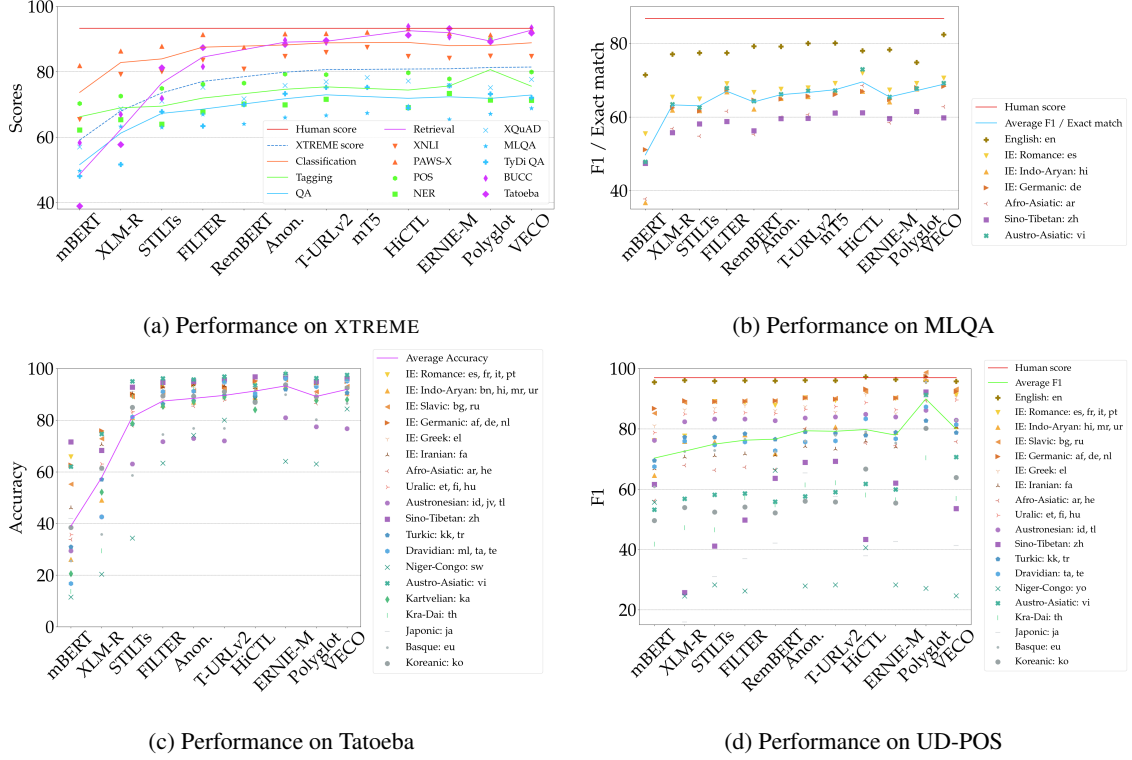 100
80
60
40
Scores
Human score
XTREME score
Classification
Tagging
QA
Retrieval
XNLI
PAWS-X
POS
NER
XQuAD
MLQA
TyDi QA
BUCC
Tatoeba
mBERT
XLM-R
STILTs
FILTER
RemBERT
Anon.
T-URLv2
mT5
HiCTL
ERNIE-M
Polyglot
VECO
(a) Performance on XTREME
80
60
40
F1 / Exact match
Human score
Average F1 / Exact match
English: en
IE: Romance: es
IE: Indo-Aryan: hi
IE: Germanic: de
Afro-Asiatic: ar
Sino-Tibetan: zh
Austro-Asiatic: vi
mBERT
XLM-R
STILTs
FILTER
RemBERT
Anon.
T-URLv2
mT5
HiCTL
ERNIE-M
Polyglot
VECO
(b) Performance on MLQA
100
80
60
40
20
0
Accuracy
Average Accuracy
IE: Romance: es, fr, it, pt
IE: Indo-Aryan: bn, hi, mr, ur
IE: Slavic: bg, ru
IE: Germanic: af, de, nl
IE: Greek: el
IE: Iranian: fa
Afro-Asiatic: ar, he
Uralic: et, fi, hu
Austronesian: id, jv, tl
Sino-Tibetan: zh
Turkic: kk, tr
Dravidian: ml, ta, te
Niger-Congo: sw
Austro-Asiatic: vi
Kartvelian: ka
Kra-Dai: th
Japonic: ja
Basque: eu
Koreanic: ko
mBERT
XLM-R
STILTs
FILTER
Anon.
T-URLv2
HiCTL
ERNIE-M
Polyglot
VECO
(c) Performance on Tatoeba
100
80
60
40
20
F1
Human score
Average F1
English: en
IE: Romance: es, fr, it, pt
IE: Indo-Aryan: hi, mr, ur
IE: Slavic: bg, ru
IE: Germanic: af, de, nl
IE: Greek: el
IE: Iranian: fa
Afro-Asiatic: ar, he
Uralic: et, fi, hu
Austronesian: id, tl
Sino-Tibetan: zh
Turkic: kk, tr
Dravidian: ta, te
Niger-Congo: yo
Austro-Asiatic: vi
Kra-Dai: th
Japonic: ja
Basque: eu
Koreanic: ko
mBERT
XLM-R
STILTs
FILTER
RemBERT
Anon.
T-URLv2
HiCTL
ERNIE-M
Polyglot
VECO
(d) Performance on UD-POS